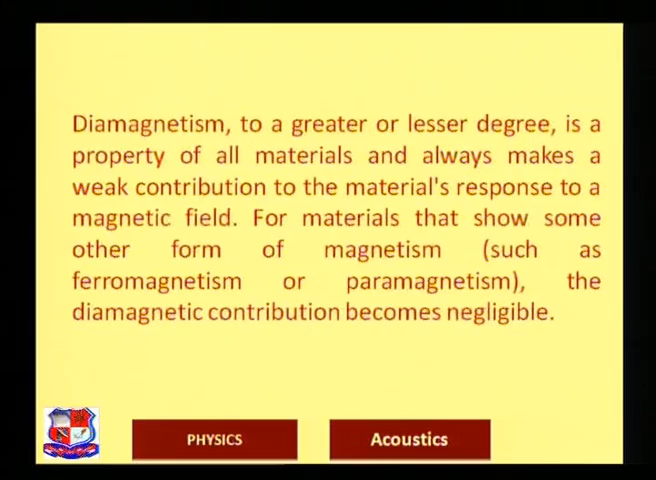 Diamagnetism, to a greater or lesser degree, is a
property of all materials and always makes a
weak contribution to the material's response to a
magnetic field. For materials that show some
other form of magnetism (such as
ferromagnetism or paramagnetism), the
diamagnetic contribution becomes negligible.
PHYSICS
Acoustics